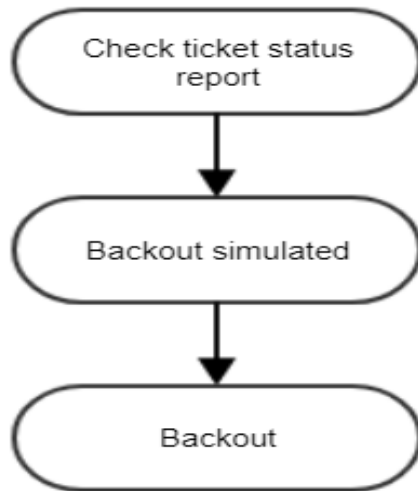 Check ticket status
report
Backout simulated
Backout